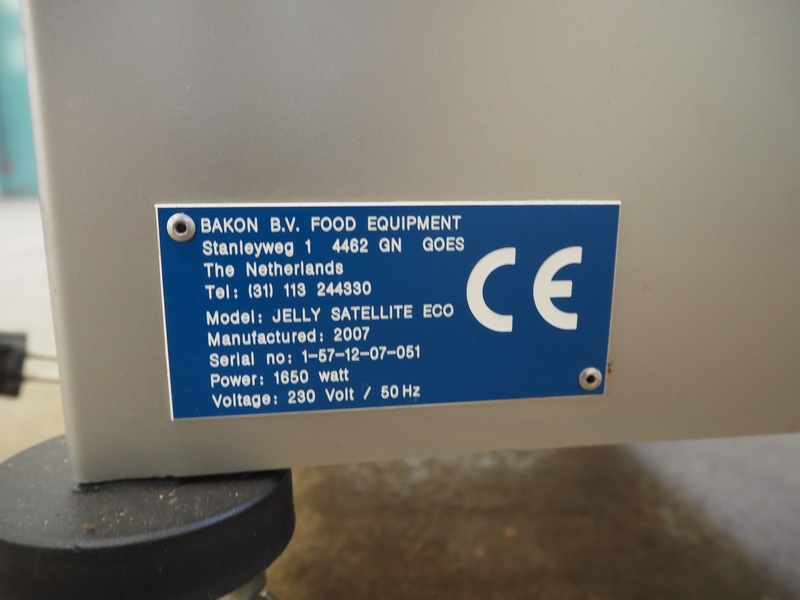 BAKON B.V. FOOD EQUIPMENT
Stanleyweg 1 4462 GN GOES
The Netherlands
Tel: (31) 113 244330
Model: JELLY SATELLITE ECO
Manufactured: 2007
Serial no: 1-57-12-07-051
Power: 1650 watt
Voltage: 230 Volt / 50 Hz
CE